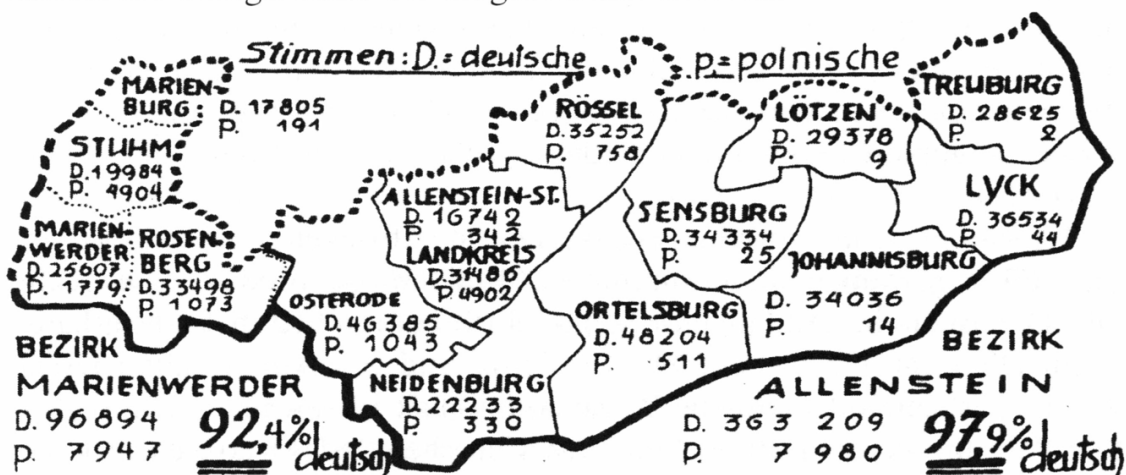 Stimmen: D.= deutsche p= polnische
MARIEN-
BURG:
D. 17805
P. 191
STUHM
D. 19984
P. 4904
MARIEN-
WERDER
D. 25607
P. 1779
ROSEN-
BERG
D. 33498
P. 1073
RÖSSEL
D. 35252
P. 758
ALLENSTEIN-ST.
D. 16742
P. 342
LANDKREIS
D. 31486
P. 4902
OSTERODE
D. 46385
P. 1043
NEIDENBURG
D. 22233
P. 330
ORTELSBURG
D. 48204
P. 511
SENSBURG
D. 34334
P. 25
LÖTZEN
D. 29378
P. 9
TREUBURG
D. 28625
P. 2
LYCK
D. 36534
P. 44
JOHANNISBURG
D. 34036
P. 14
BEZIRK
MARIENWERDER
D. 96894
P. 7947
92,4% deutsch
BEZIRK
ALLENSTEIN
D. 363 209
P. 7 980
97,9% deutsch